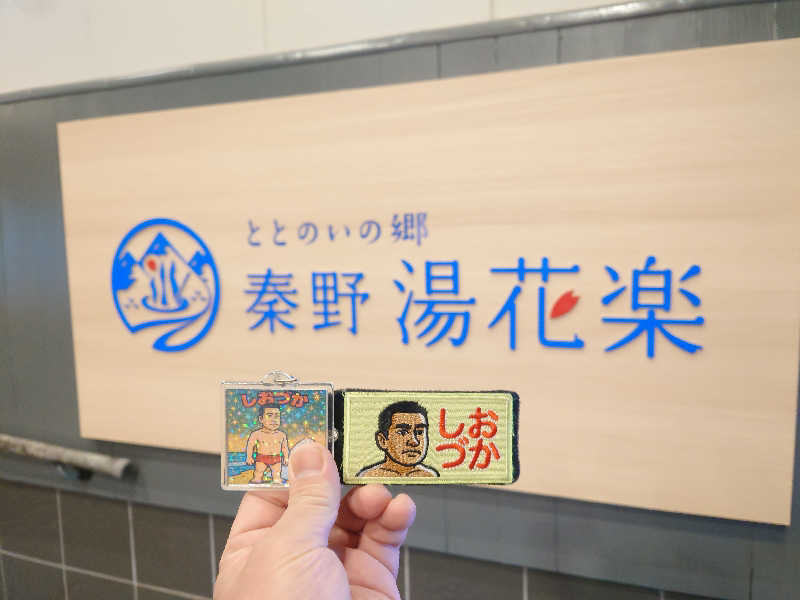 ととのいの郷
秦野 湯花楽
しおづか
しおづか